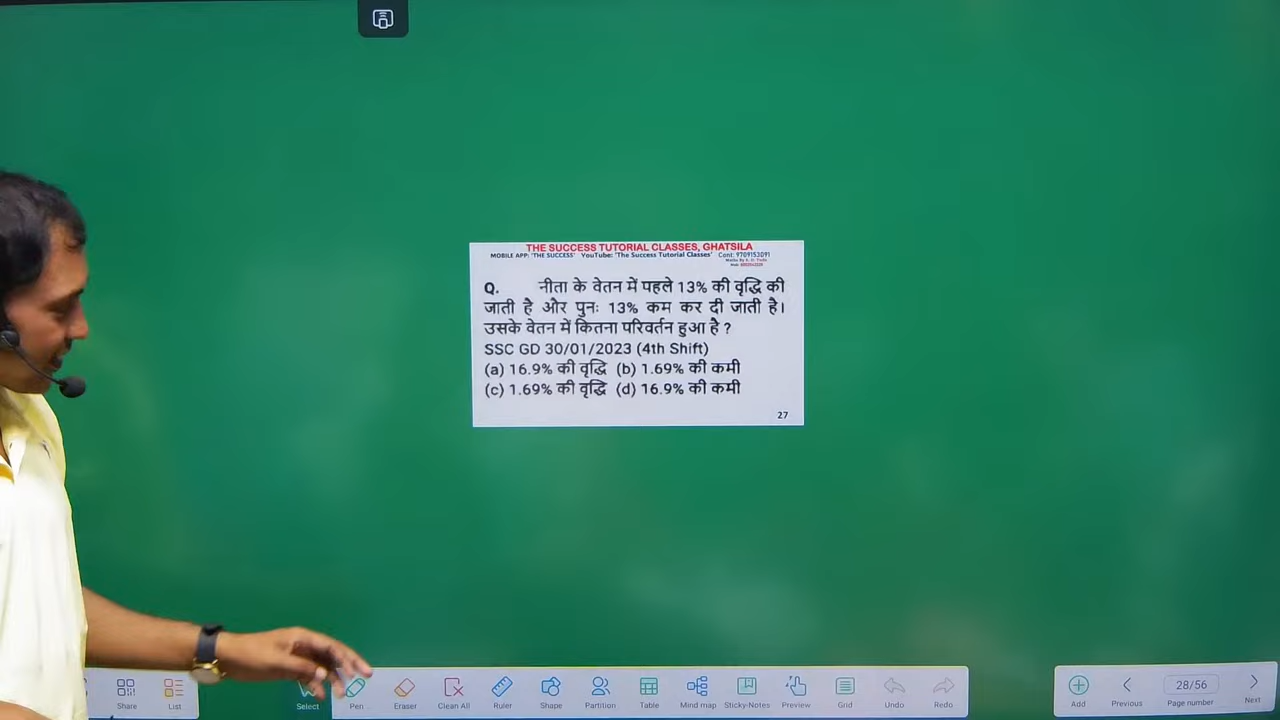 THE SUCCESS TUTORIAL CLASSES, GHATSILA
MOBILE APP: 'THE SUCCESS' YouTube: 'The Success Tutorial Classes' Cont: 9709153091
Q. नीता के वेतन में पहले 13% की वृद्धि की
जाती है और पुनः 13% कम कर दी जाती है।
उसके वेतन में कितना परिवर्तन हुआ है ?
SSC GD 30/01/2023 (4th Shift)
(a) 16.9% की वृद्धि (b) 1.69% की कमी
(c) 1.69% की वृद्धि (d) 16.9% की कमी
27
Share List Select Pen Eraser Clean All Ruler Shape Partition Table Mind map Sticky-Notes Preview Grid Undo Redo
28/56
Add Previous Page number Next